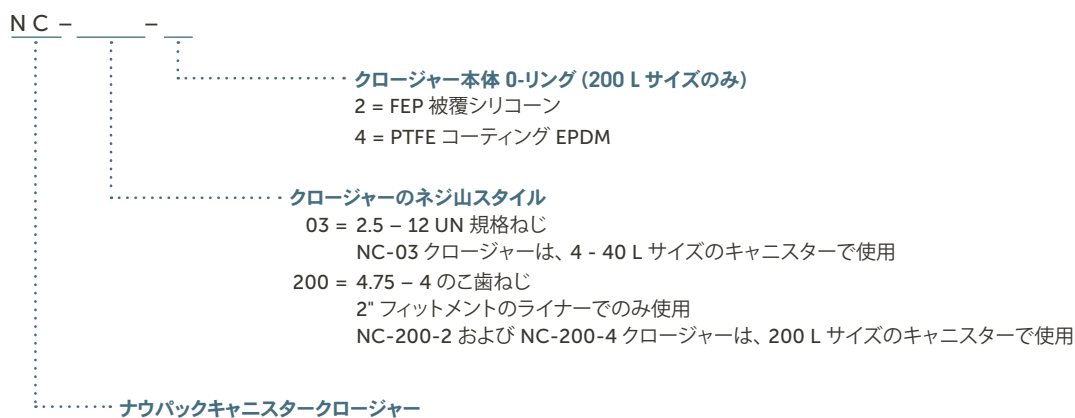 NC – –
クロージャー本体 O-リング (200 L サイズのみ)
2 = FEP 被覆シリコーン
4 = PTFE コーティング EPDM
クロージャーのネジ山スタイル
03 = 2.5 – 12 UN 規格ねじ
NC-03 クロージャーは、4 - 40 L サイズのキャニスターで使用
200 = 4.75 – 4 のこ歯ねじ
2" フィットメントのライナーでのみ使用
NC-200-2 および NC-200-4 クロージャーは、200 L サイズのキャニスターで使用
ナウパックキャニスタークロージャー